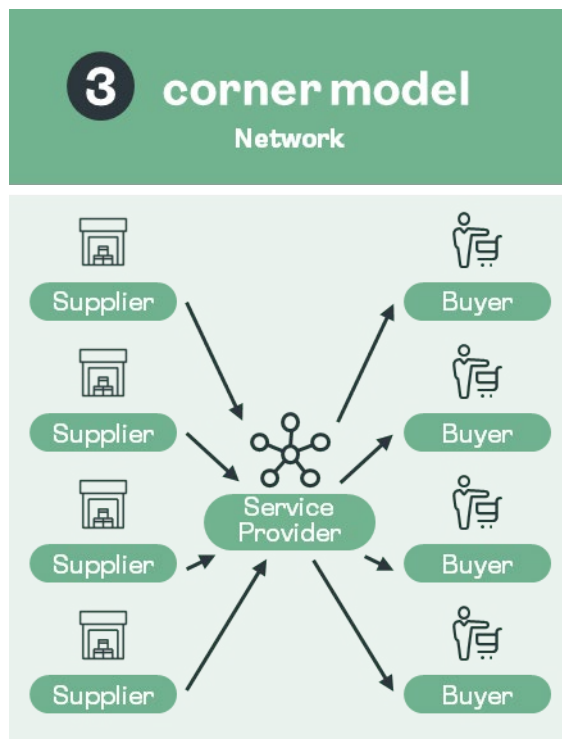 3 corner model
Network
Supplier
Buyer
Supplier
Buyer
Service
Provider
Supplier
Buyer
Supplier
Buyer